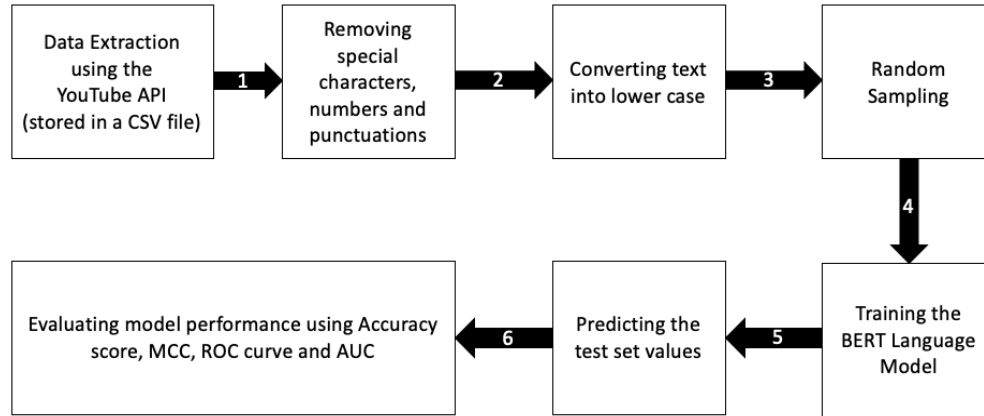 Data Extraction
using the
YouTube API
(stored in a CSV file)
1
Removing
special
characters,
numbers and
punctuations
2
Converting text
into lower case
3
Random
Sampling
4
Training the
BERT Language
Model
5
Predicting the
test set values
6
Evaluating model performance using Accuracy
score, MCC, ROC curve and AUC